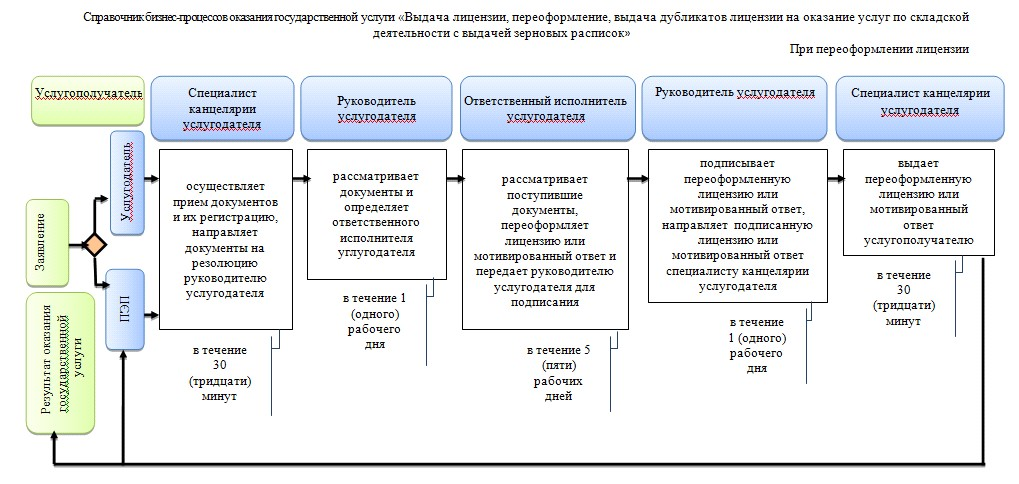 Справочник бизнес-процессов оказания государственной услуги «Выдача лицензии, переоформление, выдача дубликатов лицензии на оказание услуг по складской
деятельности с выдачей зерновых расписок»
При переоформлении лицензии
Услугополучатель
Специалист
канцелярии
услугодателя
Руководитель
услугодателя
Ответственный исполнитель
услугодателя
Руководитель услугодателя
Специалист канцелярии
услугодателя
Заявление
Результат оказания
государственной
услуги
Услугодатель
ПЭП
осуществляет
прием документов
и их регистрацию,
направляет
документы на
резолюцию
руководителю
услугодателя
в течение
30
(тридцати)
минут
рассматривает
документы и
определяет
ответственного
исполнителя
углугодателя
в течение 1
(одного)
рабочего
дня
рассматривает
поступившие
документы,
переоформляет
лицензию или
мотивированный ответ и
передает руководителю
услугодателя для
подписания
в течение 5
(пяти)
рабочих
дней
подписывает
переоформленную
лицензию или
мотивированный ответ,
направляет подписанную
лицензию или
мотивированный ответ
специалисту канцелярии
услугодателя
в течение
1 (одного)
рабочего
дня
выдает
переоформленную
лицензию или
мотивированный
ответ
услугополучателю
в течение
30
(тридцати)
минут